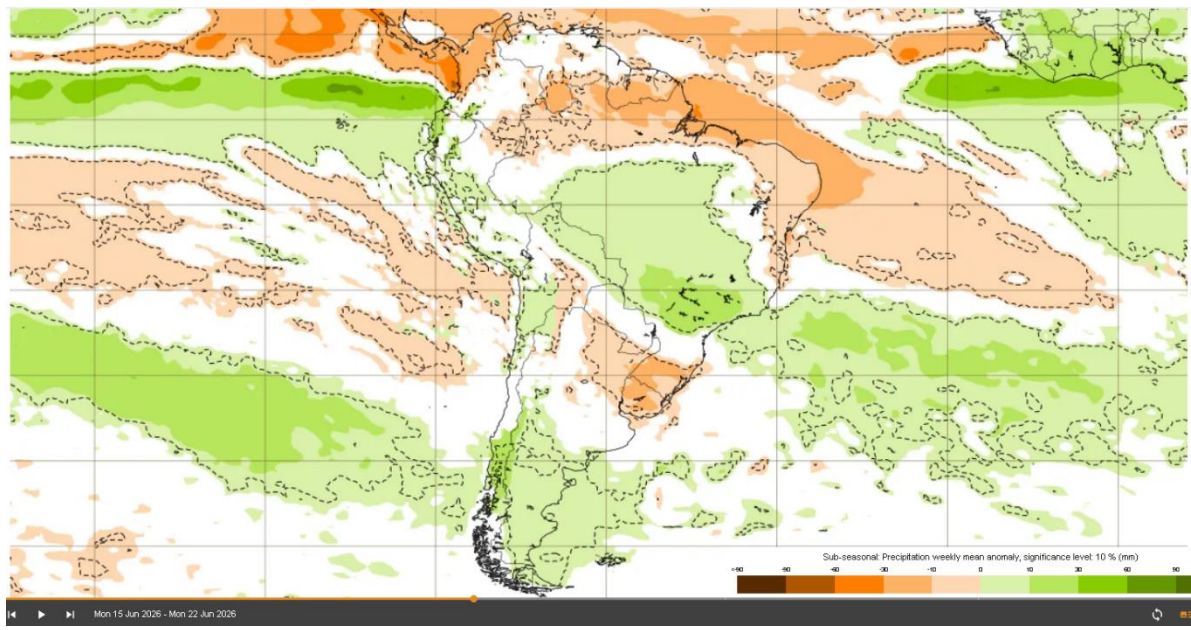 Sub-seasonal: Precipitation weekly mean anomaly, significance level: 10 % (mm)
<-90 -90 -60 -30 -10 0 10 30 60 90
Mon 15 Jun 2026 - Mon 22 Jun 2026